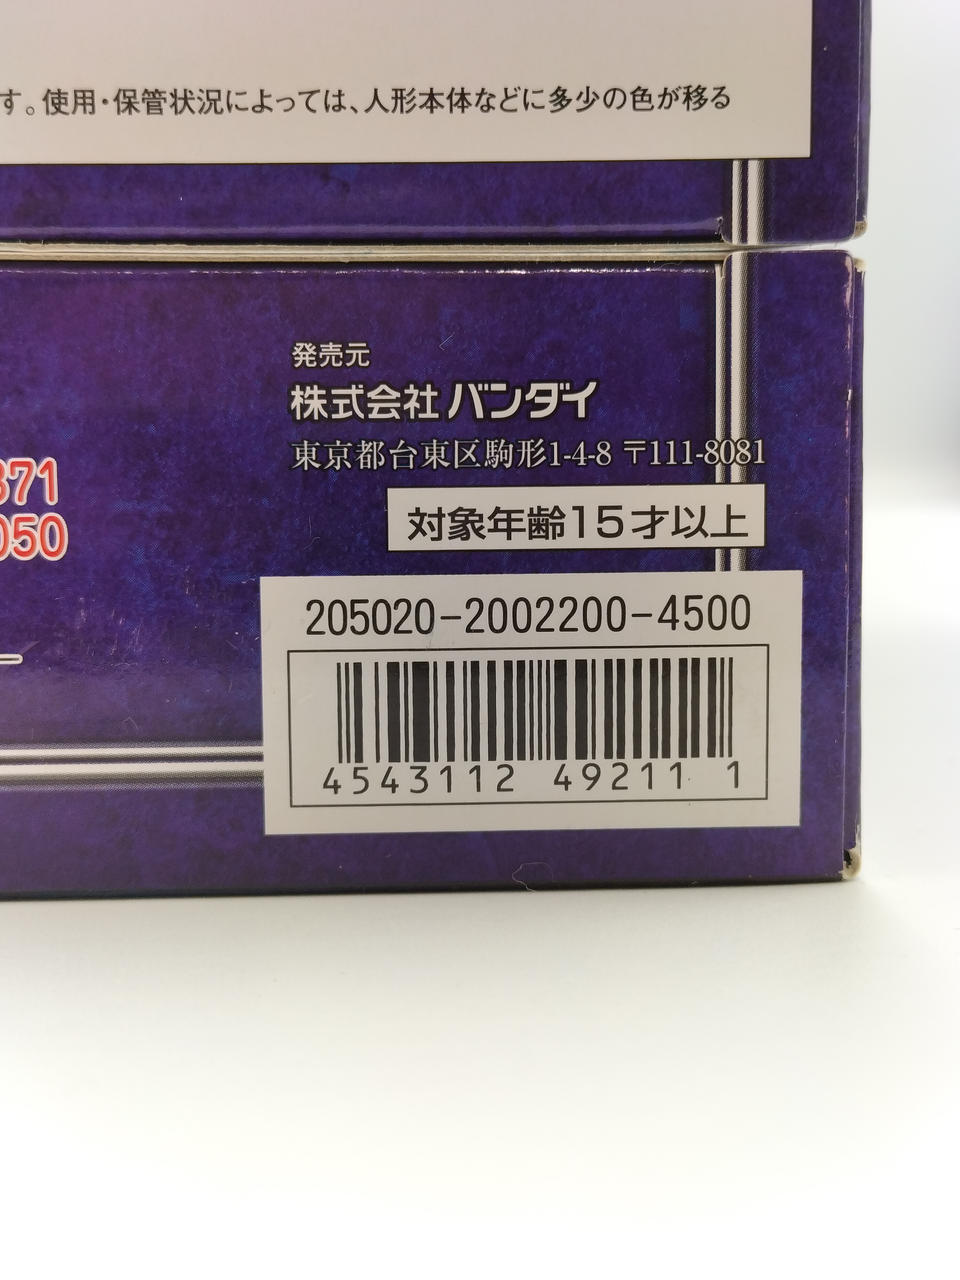 す。使用・保管状況によっては、人形本体などに多少の色が移る
発売元
株式会社 バンダイ
東京都台東区駒形1-4-8 〒111-8081
371
050
対象年齢15才以上
205020-2002200-4500
4543112 49211 1